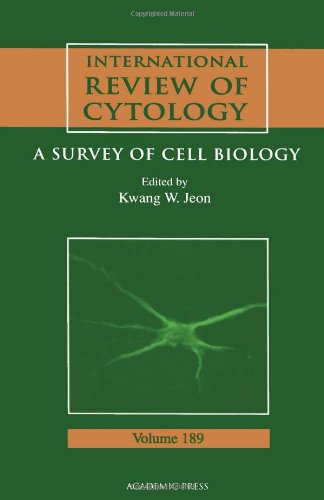 INTERNATIONAL
REVIEW OF
CYTOLOGY
A SURVEY OF CELL BIOLOGY
Edited by
Kwang W. Jeon
Volume 189
ACADEMIC PRESS